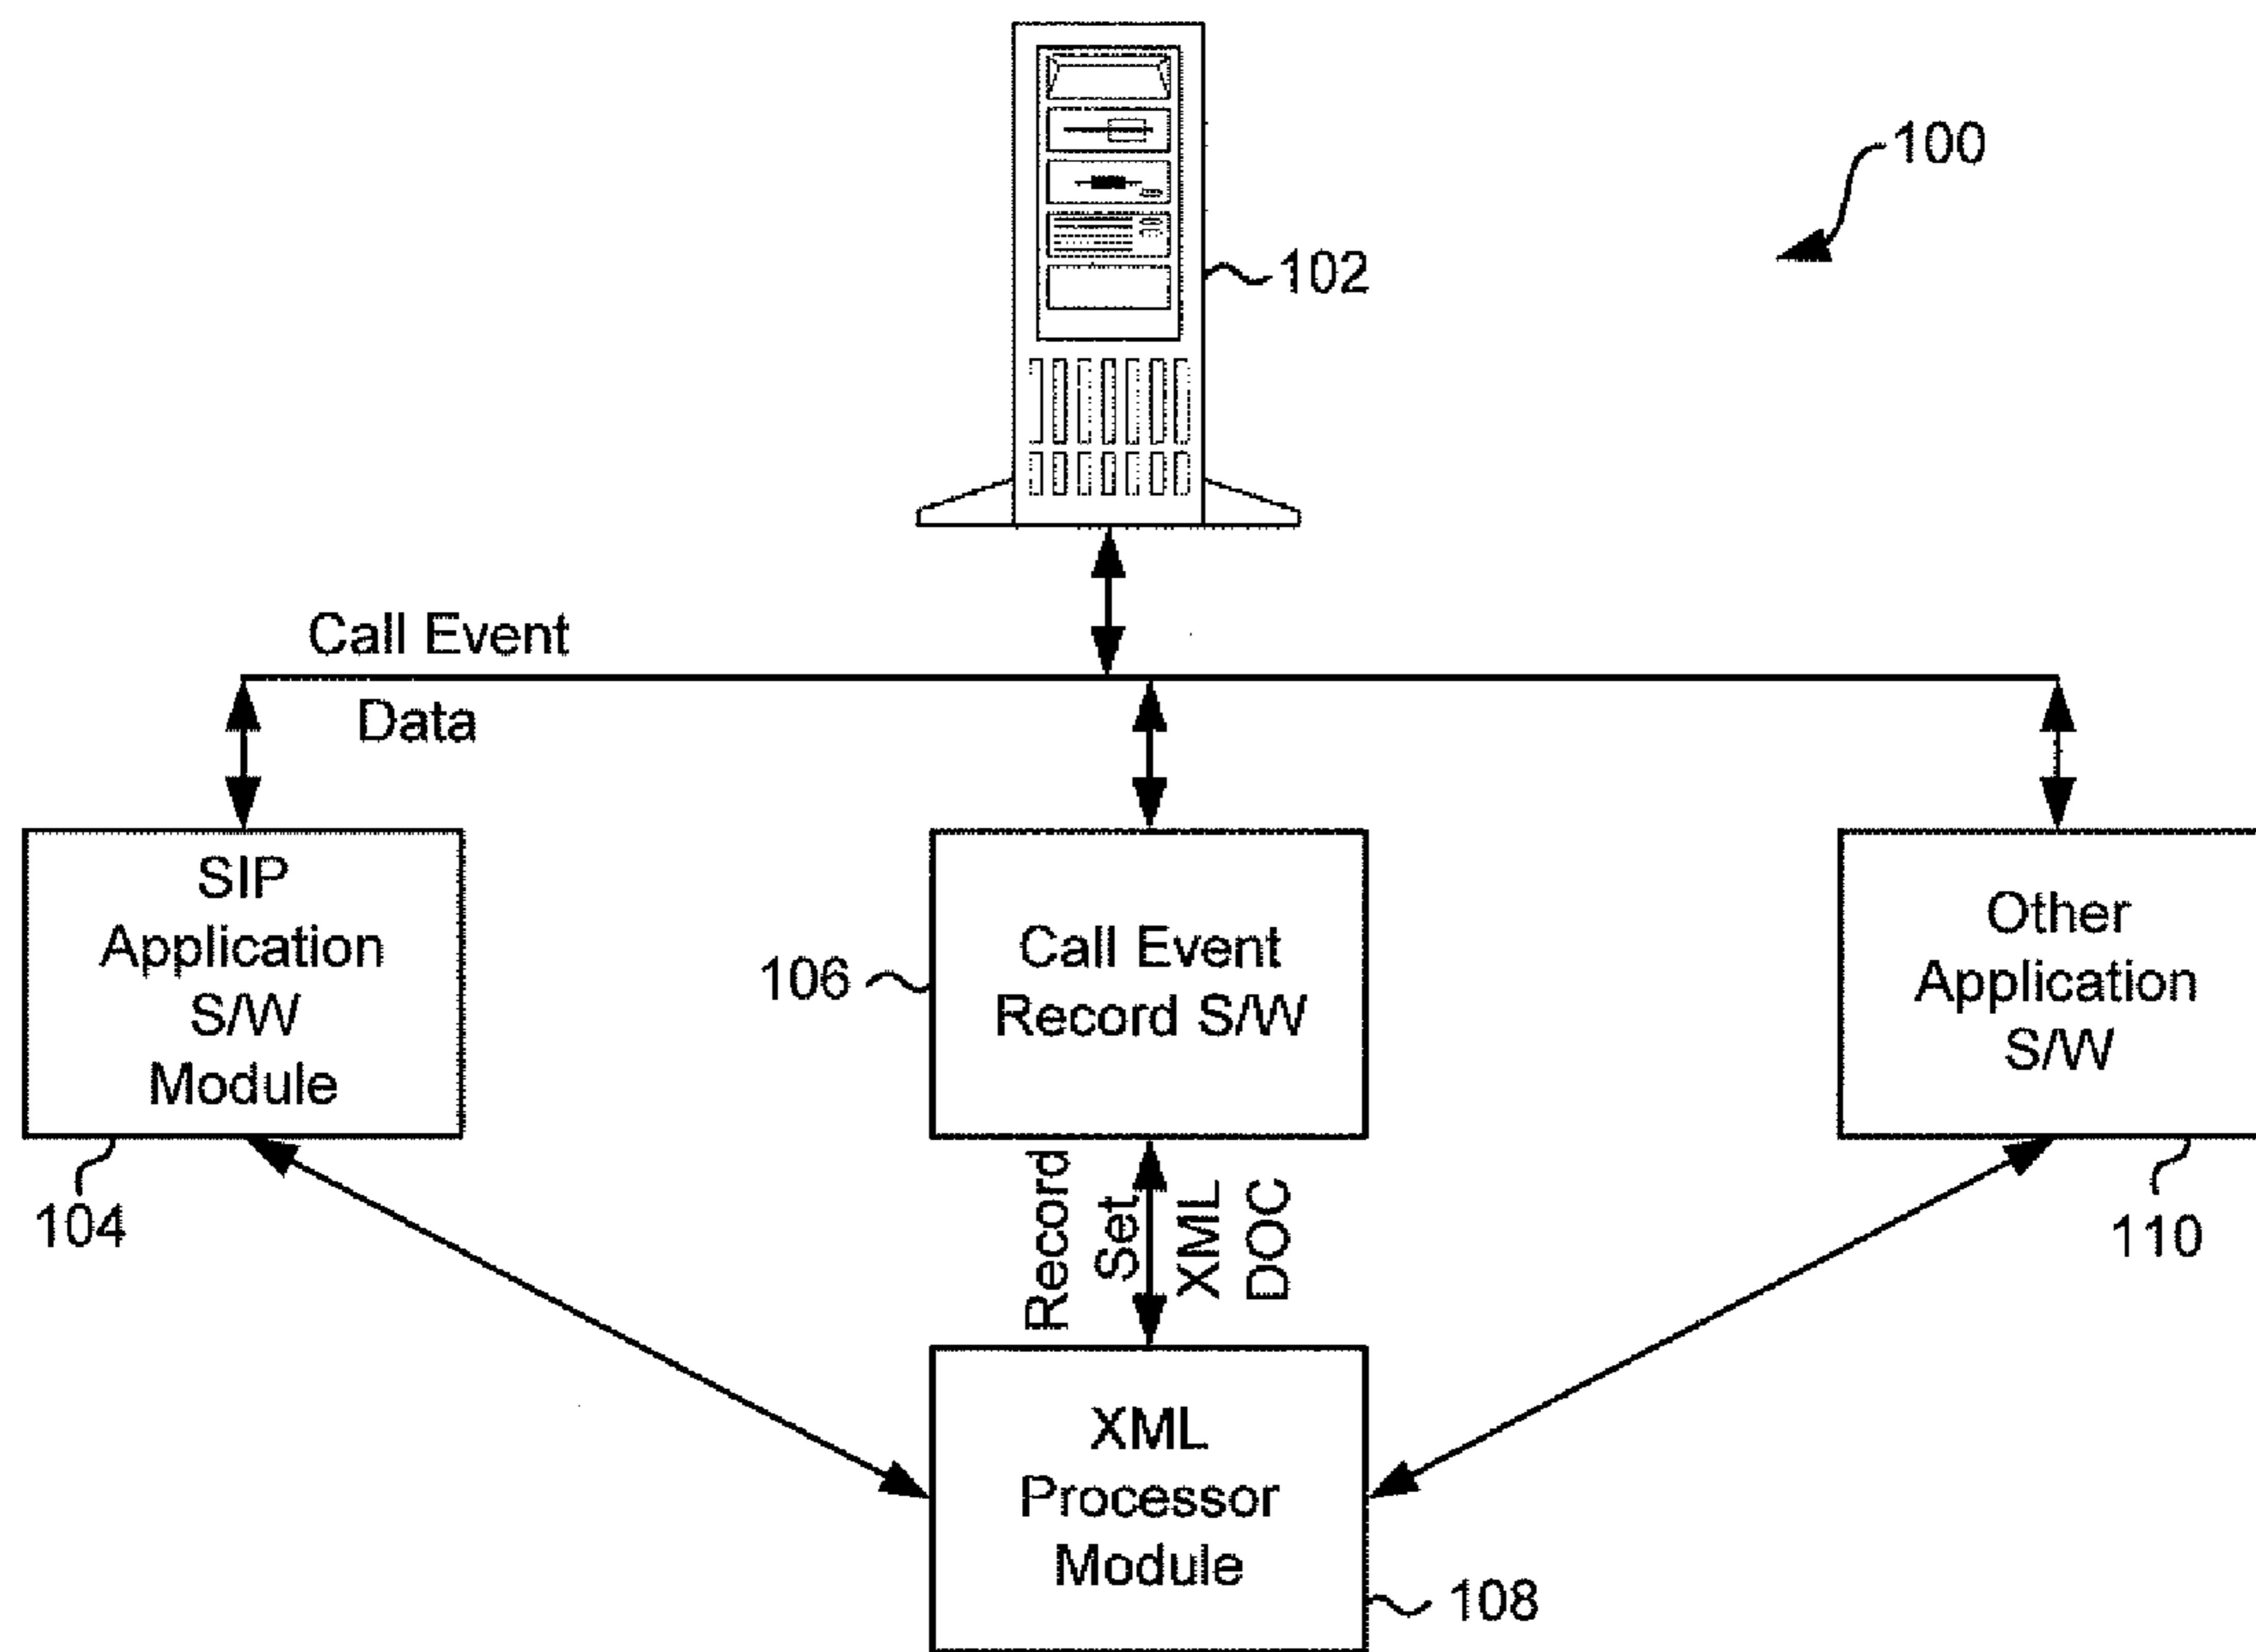 100
102
Call Event
Data
SIP
Application
S/W
Module
104
106
Call Event
Record S/W
Other
Application
S/W
110
Record
Set
XML
DOC
XML
Processor
Module
108